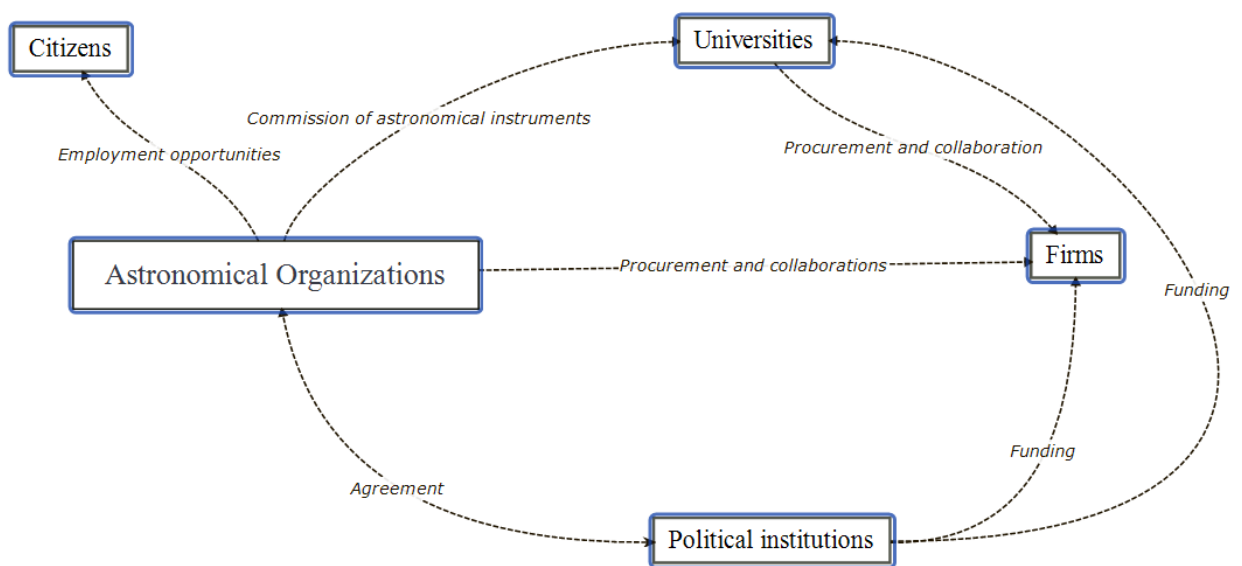 Citizens
Universities
Commission of astronomical instruments
Employment opportunities
Procurement and collaboration
Astronomical Organizations
Procurement and collaborations
Firms
Funding
Funding
Agreement
Political institutions